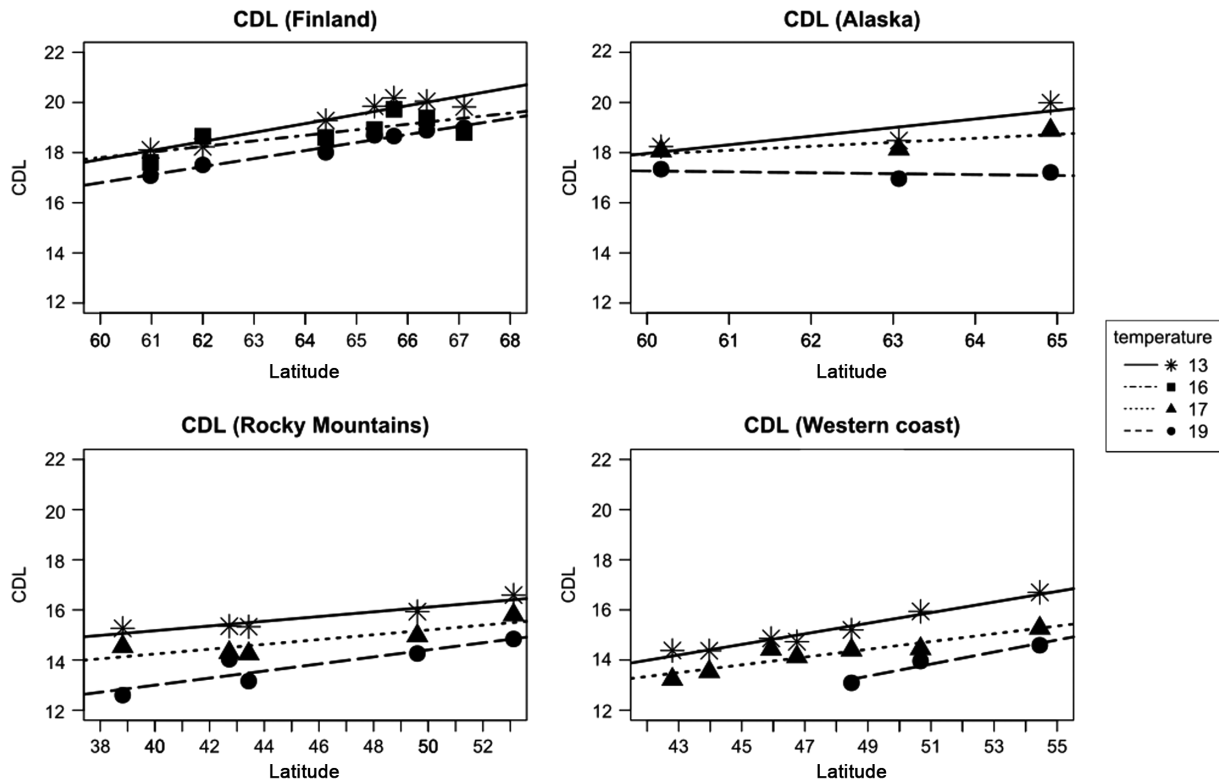 CDL (Finland)
22
20
18
16
14
12
CDL
60 61 62 63 64 65 66 67 68
Latitude
CDL (Alaska)
22
20
18
16
14
12
CDL
60 61 62 63 64 65
Latitude
temperature
13
16
17
19
CDL (Rocky Mountains)
22
20
18
16
14
12
CDL
38 40 42 44 46 48 50 52
Latitude
CDL (Western coast)
22
20
18
16
14
12
CDL
43 45 47 49 51 53 55
Latitude